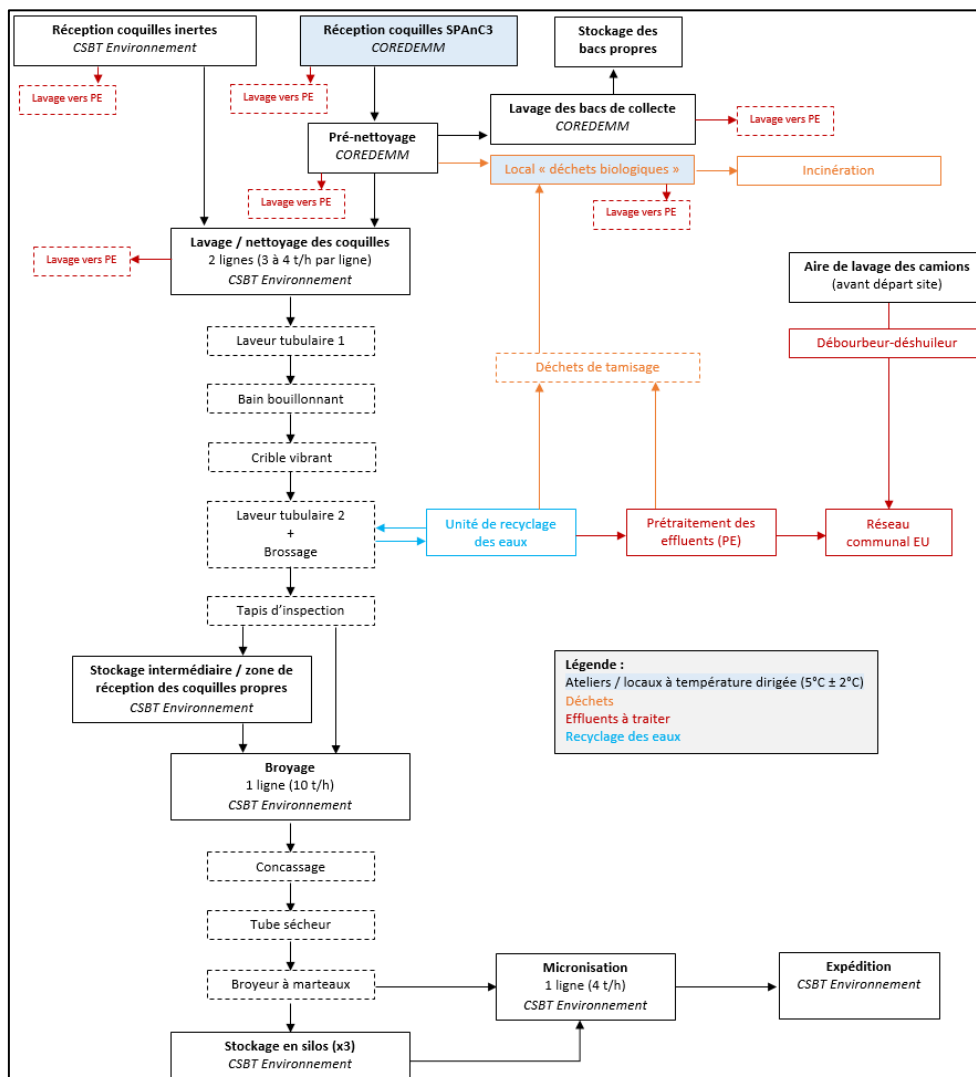 Réception coquilles inertes
CSBT Environnement
Réception coquilles SPAnC3
COREDEMM
Stockage des
bacs propres
Lavage vers PE
Lavage vers PE
Lavage des bacs de collecte
COREDEMM
Lavage vers PE
Pré-nettoyage
COREDEMM
Local « déchets biologiques »
Incinération
Lavage vers PE
Lavage vers PE
Lavage / nettoyage des coquilles
2 lignes (3 à 4 t/h par ligne)
CSBT Environnement
Lavage vers PE
Aire de lavage des camions
(avant départ site)
Laveur tubulaire 1
Débourbeur-déshuileur
Déchets de tamisage
Bain bouillonnant
Crible vibrant
Laveur tubulaire 2
+
Brossage
Unité de recyclage
des eaux
Prétraitement des
effluents (PE)
Réseau
communal EU
Tapis d’inspection
Stockage intermédiaire / zone de
réception des coquilles propres
CSBT Environnement
Légende :
Ateliers / locaux à température dirigée (5°C ± 2°C)
Déchets
Effluents à traiter
Recyclage des eaux
Broyage
1 ligne (10 t/h)
CSBT Environnement
Concassage
Tube sécheur
Broyeur à marteaux
Micronisation
1 ligne (4 t/h)
CSBT Environnement
Expédition
CSBT Environnement
Stockage en silos (x3)
CSBT Environnement